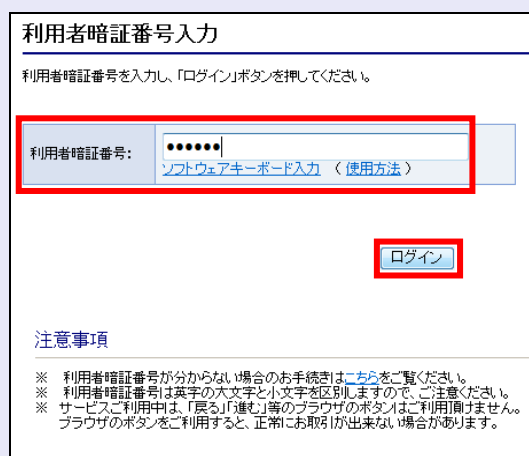 利用者暗証番号入力
利用者暗証番号を入力し、「ログイン」ボタンを押してください。
利用者暗証番号: ●●●●●●
ソフトウェアキーボード入力 (使用方法)
ログイン
注意事項
※ 利用者暗証番号が分からない場合のお手続きはこちらをご覧ください。
※ 利用者暗証番号は英字の大文字と小文字を区別しますので、ご注意ください。
※ サービスご利用中は、「戻る」「進む」等のブラウザのボタンはご利用頂けません。
ブラウザのボタンをご利用すると、正常にお取引が出来ない場合があります。